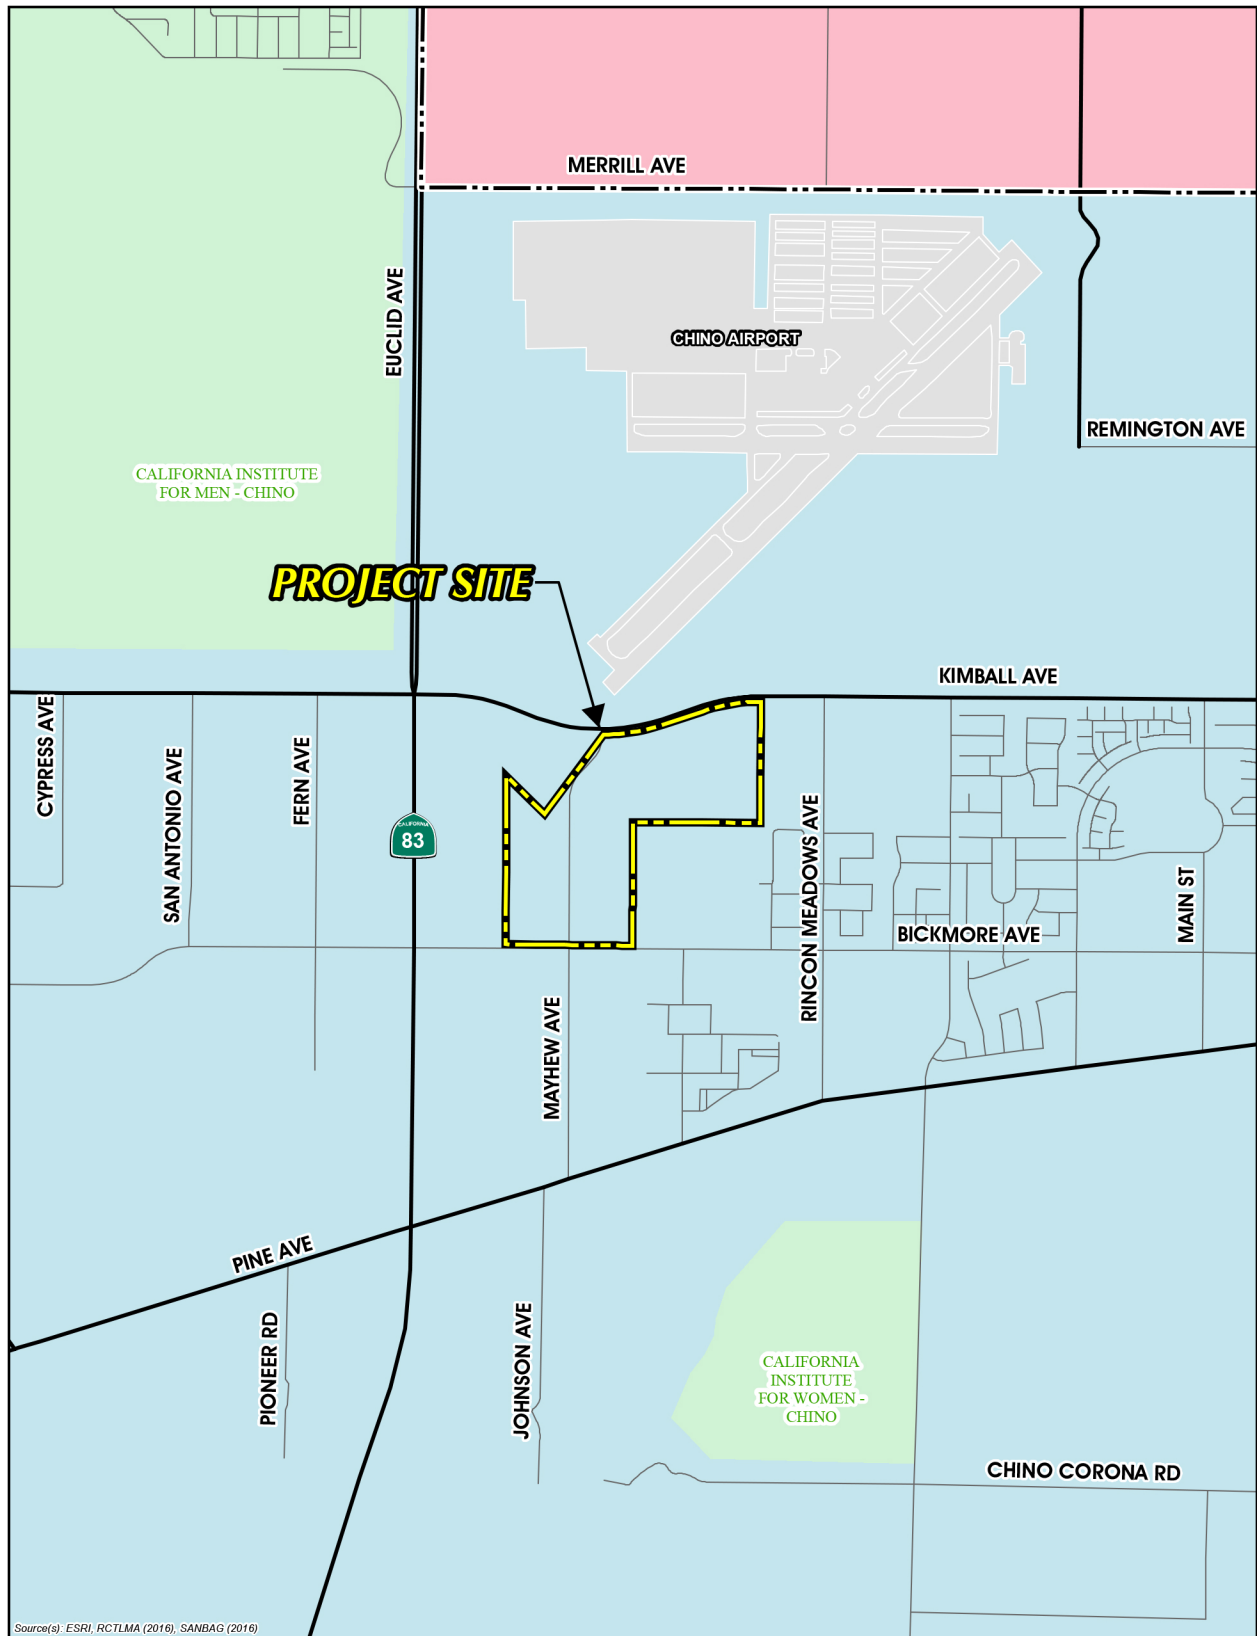 MERRILL AVE
EUCLID AVE
CHINO AIRPORT
REMINGTON AVE
CALIFORNIA INSTITUTE
FOR MEN - CHINO
PROJECT SITE
KIMBALL AVE
CYPRESS AVE
SAN ANTONIO AVE
FERN AVE
CALIFORNIA
83
RINCON MEADOWS AVE
MAIN ST
BICKMORE AVE
MAYHEW AVE
PINE AVE
PIONEER RD
JOHNSON AVE
CALIFORNIA
INSTITUTE
FOR WOMEN -
CHINO
CHINO CORONA RD
Source(s): ESRI, RCTLMA (2016), SANBAG (2016)